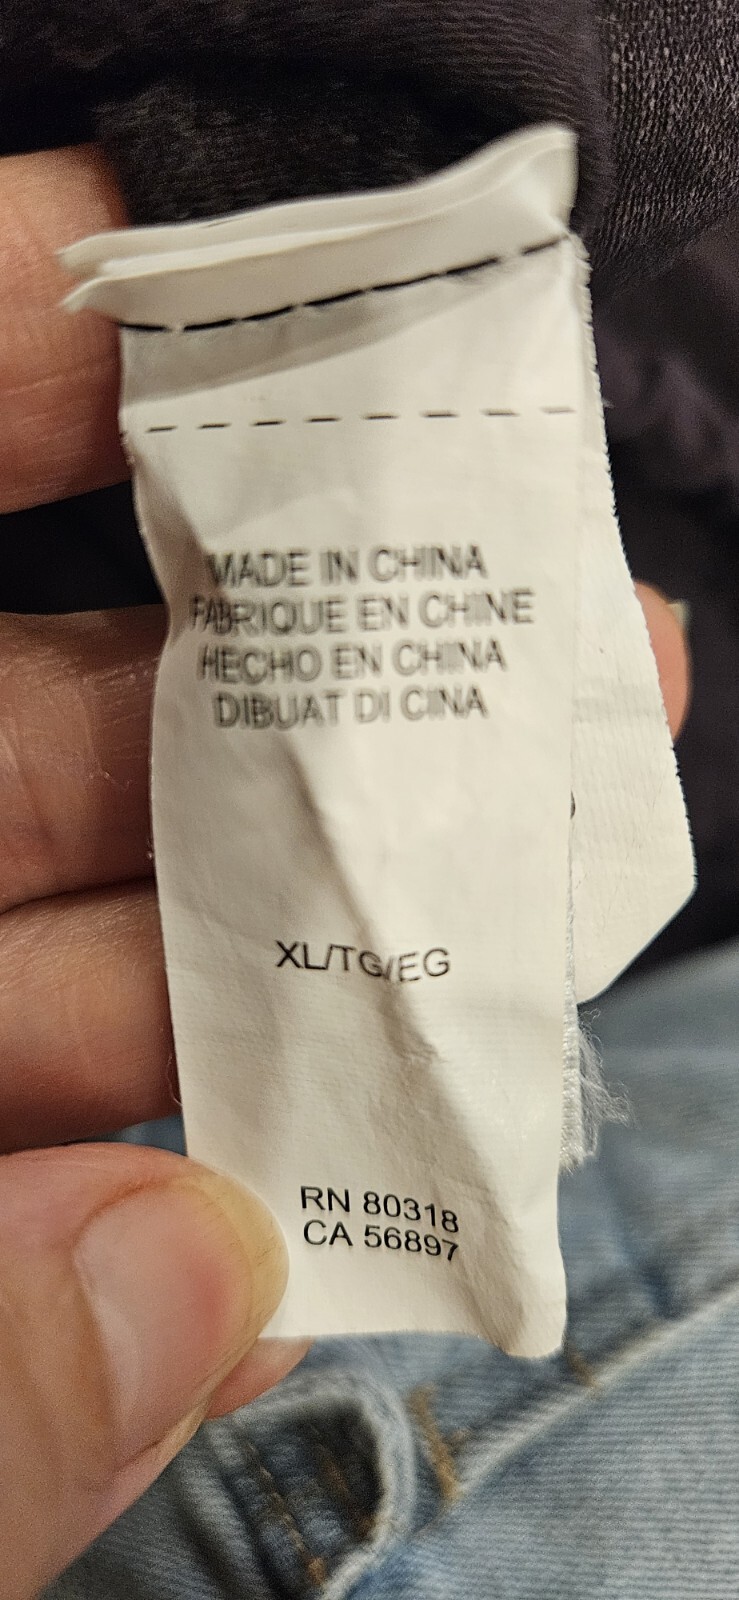 MADE IN CHINA
FABRIQUE EN CHINE
HECHO EN CHINA
DIBUAT DI CINA
XL/TG/EG
RN 80318
CA 56897